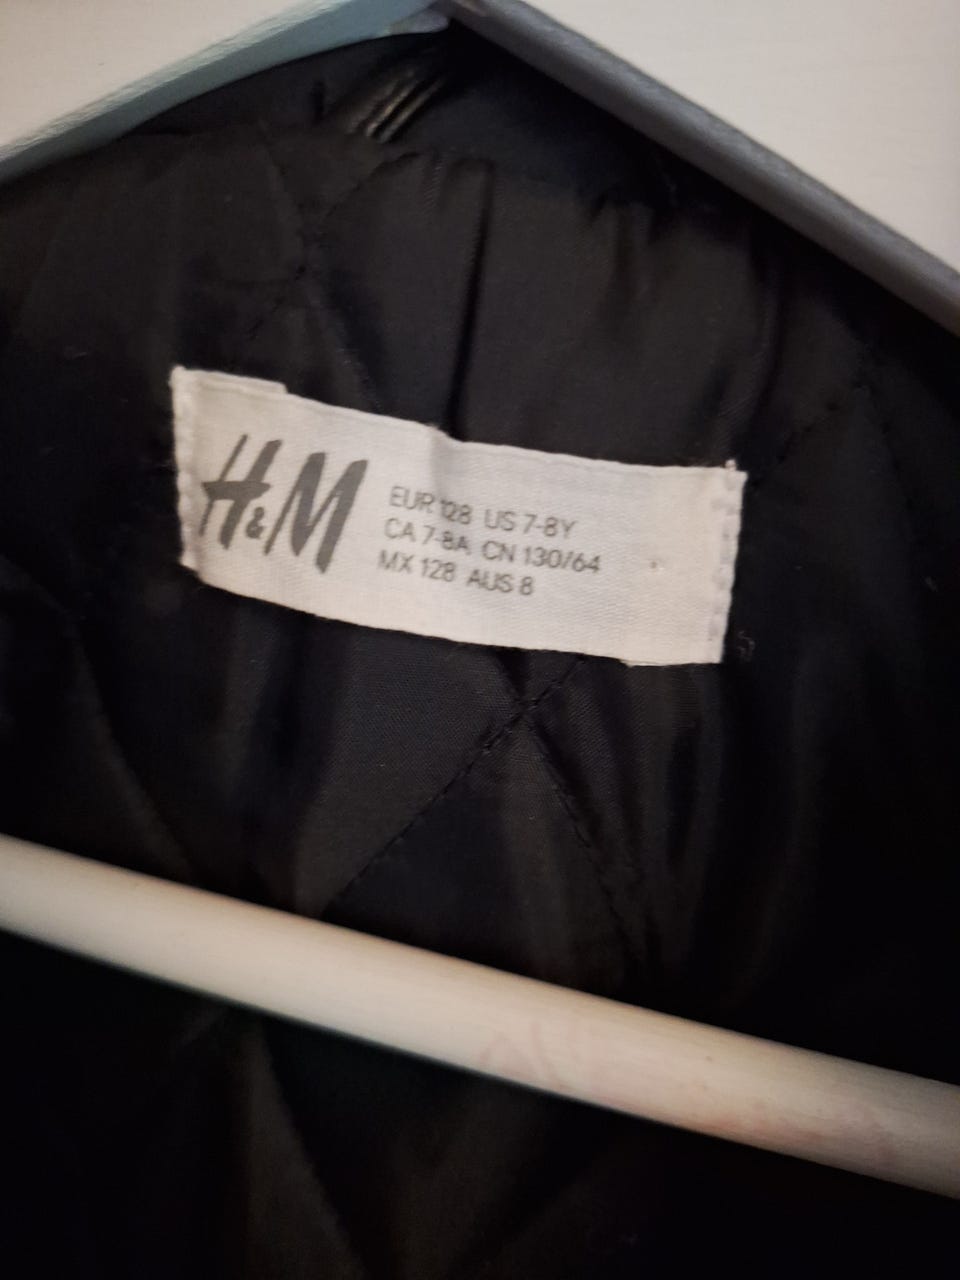 H&M
EUR 128 US 7-8Y
CA 7-8A CN 130/64
MX 128 AUS 8